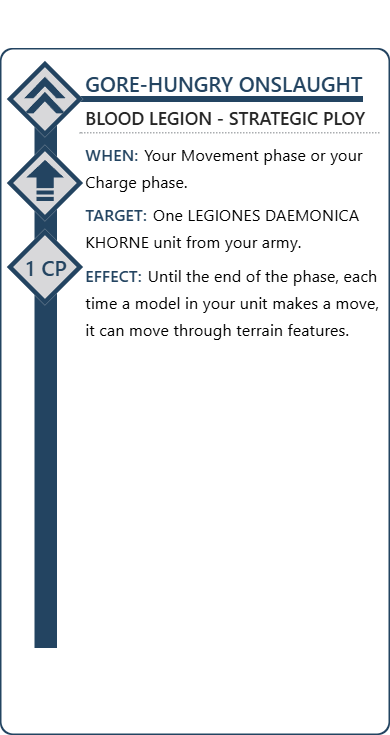 GORE-HUNGRY ONSLAUGHT
BLOOD LEGION - STRATEGIC PLOY
WHEN: Your Movement phase or your
Charge phase.
TARGET: One LEGIONES DAEMONICA
KHORNE unit from your army.
1 CP
EFFECT: Until the end of the phase, each
time a model in your unit makes a move,
it can move through terrain features.